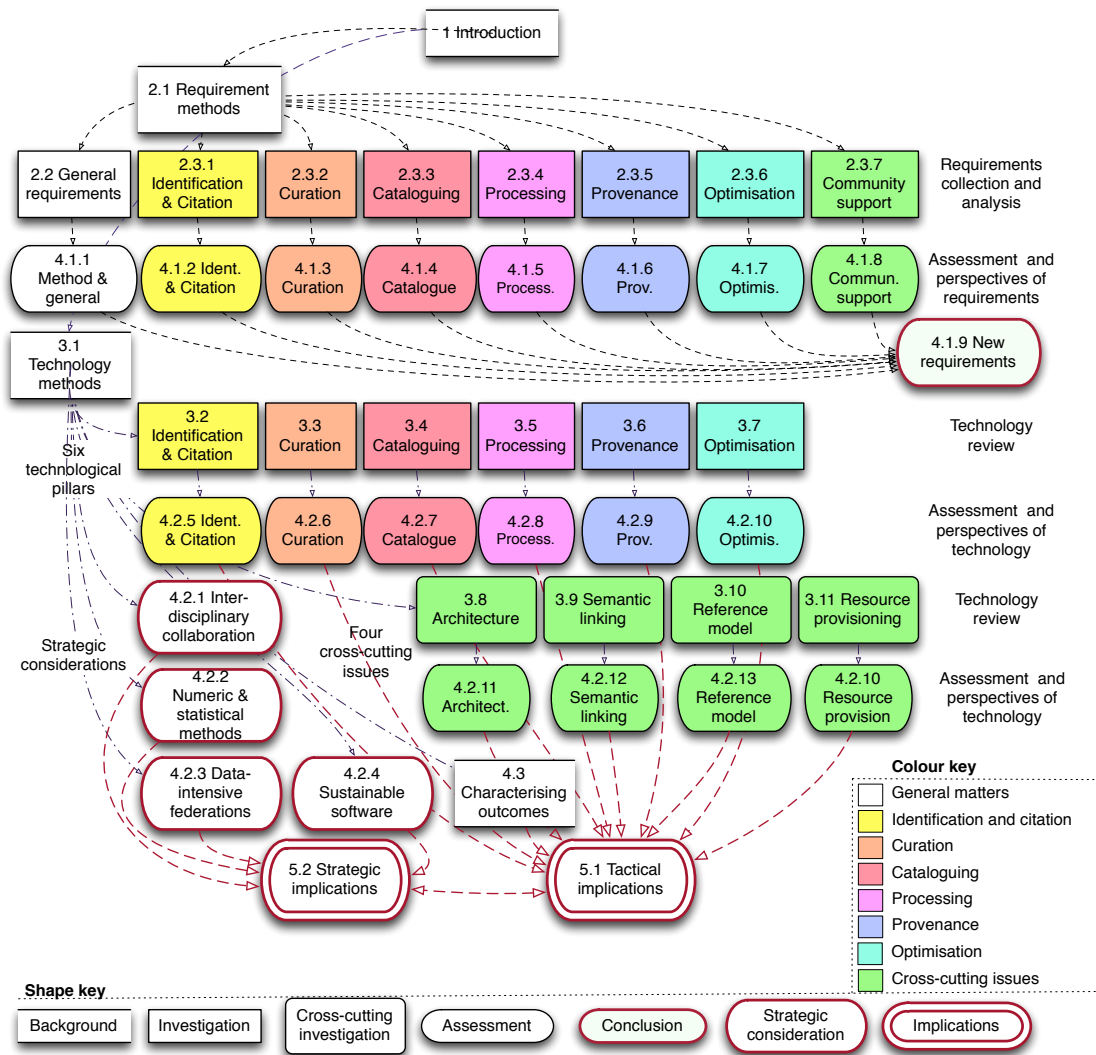 1 Introduction
2.1 Requirement
methods
2.2 General
requirements
2.3.1
Identification
& Citation
2.3.2
Curation
2.3.3
Cataloguing
2.3.4
Processing
2.3.5
Provenance
2.3.6
Optimisation
2.3.7
Community
support
Requirements
collection and
analysis
4.1.1
Method &
general
4.1.2 Ident.
& Citation
4.1.3
Curation
4.1.4
Catalogue
4.1.5
Process.
4.1.6
Prov.
4.1.7
Optimis.
4.1.8
Commun.
support
Assessment and
perspectives of
requirements
4.1.9 New
requirements
3.1
Technology
methods
Six
technological
pillars
3.2
Identification
& Citation
3.3
Curation
3.4
Cataloguing
3.5
Processing
3.6
Provenance
3.7
Optimisation
Technology
review
4.2.5 Ident.
& Citation
4.2.6
Curation
4.2.7
Catalogue
4.2.8
Process.
4.2.9
Prov.
4.2.10
Optimis.
Assessment and
perspectives of
technology
4.2.1 Inter-
disciplinary
collaboration
3.8
Architecture
3.9 Semantic
linking
3.10
Reference
model
3.11 Resource
provisioning
Technology
review
Strategic
considerations
Four
cross-cutting
issues
4.2.2
Numeric &
statistical
methods
4.2.11
Architect.
4.2.12
Semantic
linking
4.2.13
Reference
model
4.2.10
Resource
provision
Assessment and
perspectives of
technology
4.2.3 Data-
intensive
federations
4.2.4
Sustainable
software
4.3
Characterising
outcomes
5.2 Strategic
implications
5.1 Tactical
implications
Colour key
General matters
Identification and citation
Curation
Cataloguing
Processing
Provenance
Optimisation
Cross-cutting issues
Shape key
Background
Investigation
Cross-cutting
investigation
Assessment
Conclusion
Strategic
consideration
Implications